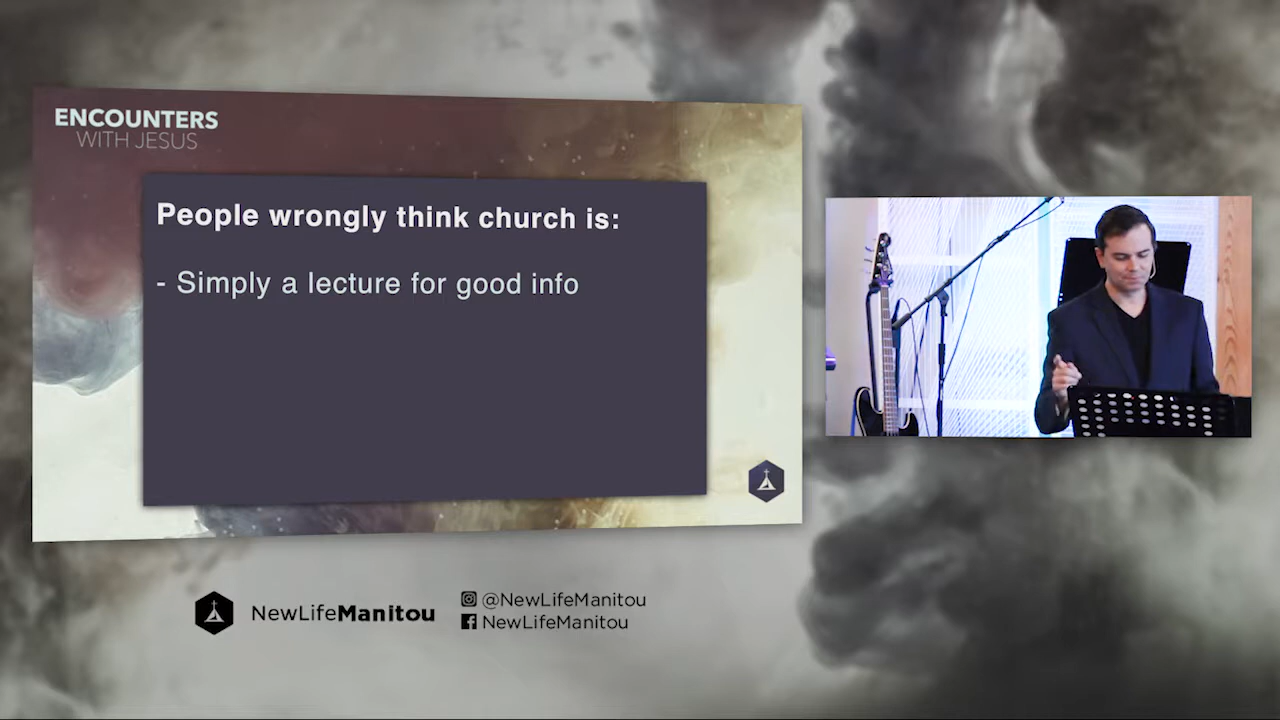 ENCOUNTERS
WITH JESUS
People wrongly think church is:
- Simply a lecture for good info
NewLifeManitou
@NewLifeManitou
NewLifeManitou